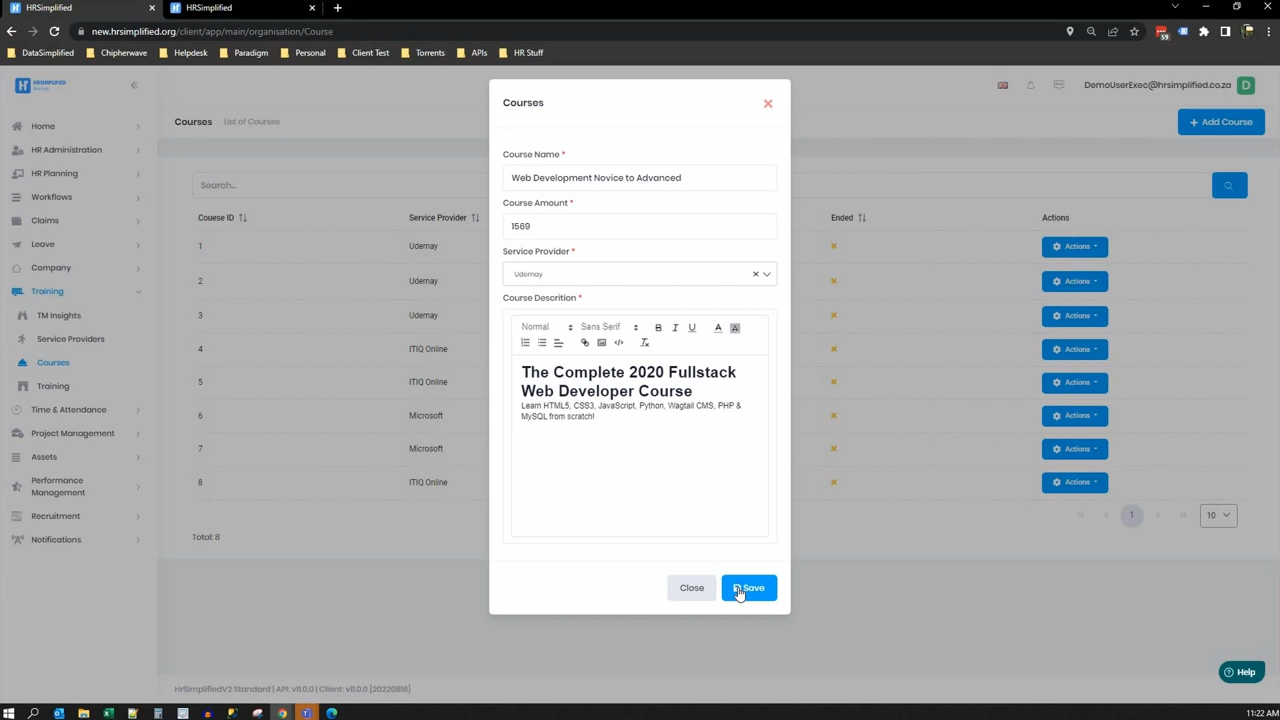 HRSimplified
HRSimplified
new.hrsimplified.org/client/app/main/organisation/Course
59
DataSimplified
Chipherwave
Helpdesk
Paradigm
Personal
Client Test
Torrents
APIs
HR Stuff
HRSIMPLIFIED
DemoUserExec@hrsimplified.co.za
D
Home
HR Administration
HR Planning
Workflows
Claims
Leave
Company
Training
TM Insights
Service Providers
Courses
Training
Time & Attendance
Project Management
Assets
Performance
Management
Recruitment
Notifications
Courses List of Courses
+ Add Course
Search...
Couese ID Service Provider Ended Actions
1 Udemay Actions
2 Udemay Actions
3 Udemay Actions
4 ITIQ Online Actions
5 ITIQ Online Actions
6 Microsoft Actions
7 Microsoft Actions
8 ITIQ Online Actions
Total: 8
1
10
Courses
Course Name *
Web Development Novice to Advanced
Course Amount *
1569
Service Provider *
Udemay
Course Descrition *
Normal Sans Serif B I U A A
The Complete 2020 Fullstack
Web Developer Course
Learn HTML5, CSS3, JavaScript, Python, Wagtail CMS, PHP &
MySQL from scratch!
Close
Save
HrSimplifiedV2 Standard | API: v11.0.0 | Client: v11.0.0 [20220816]
Help
11:22 AM